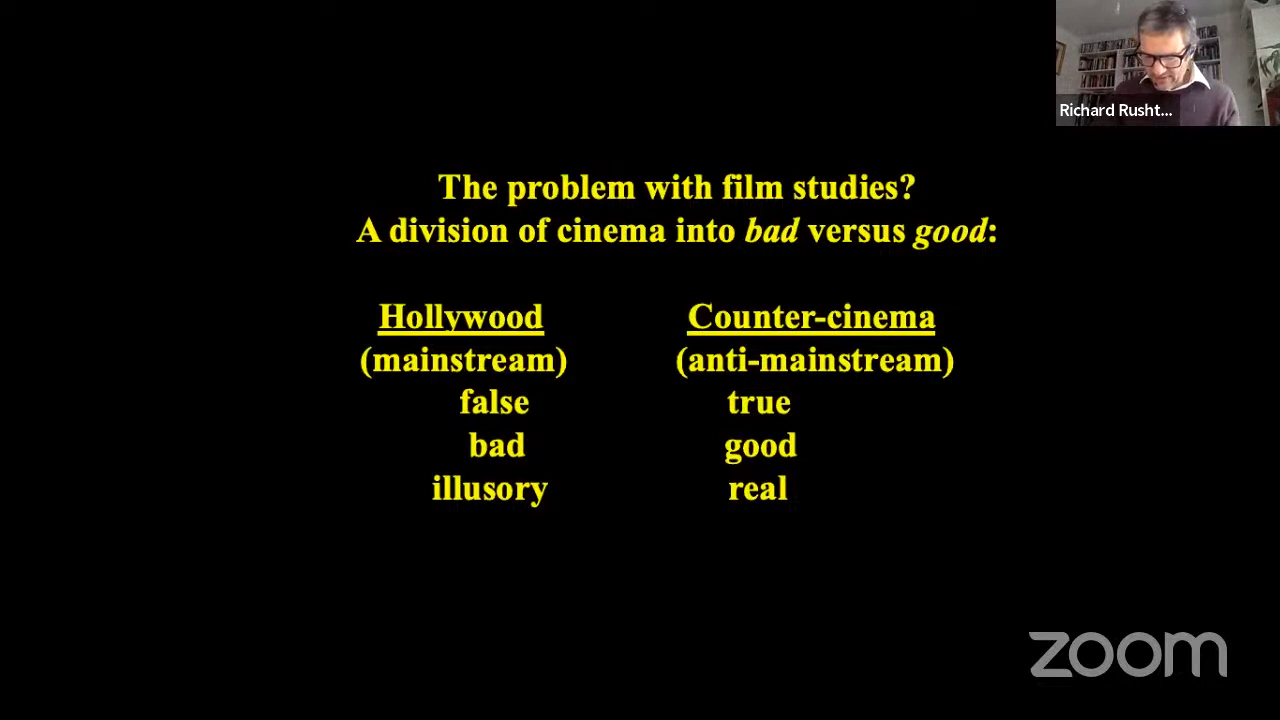 Richard Rusht...
The problem with film studies?
A division of cinema into bad versus good:
Hollywood Counter-cinema
(mainstream) (anti-mainstream)
false true
bad good
illusory real
zoom